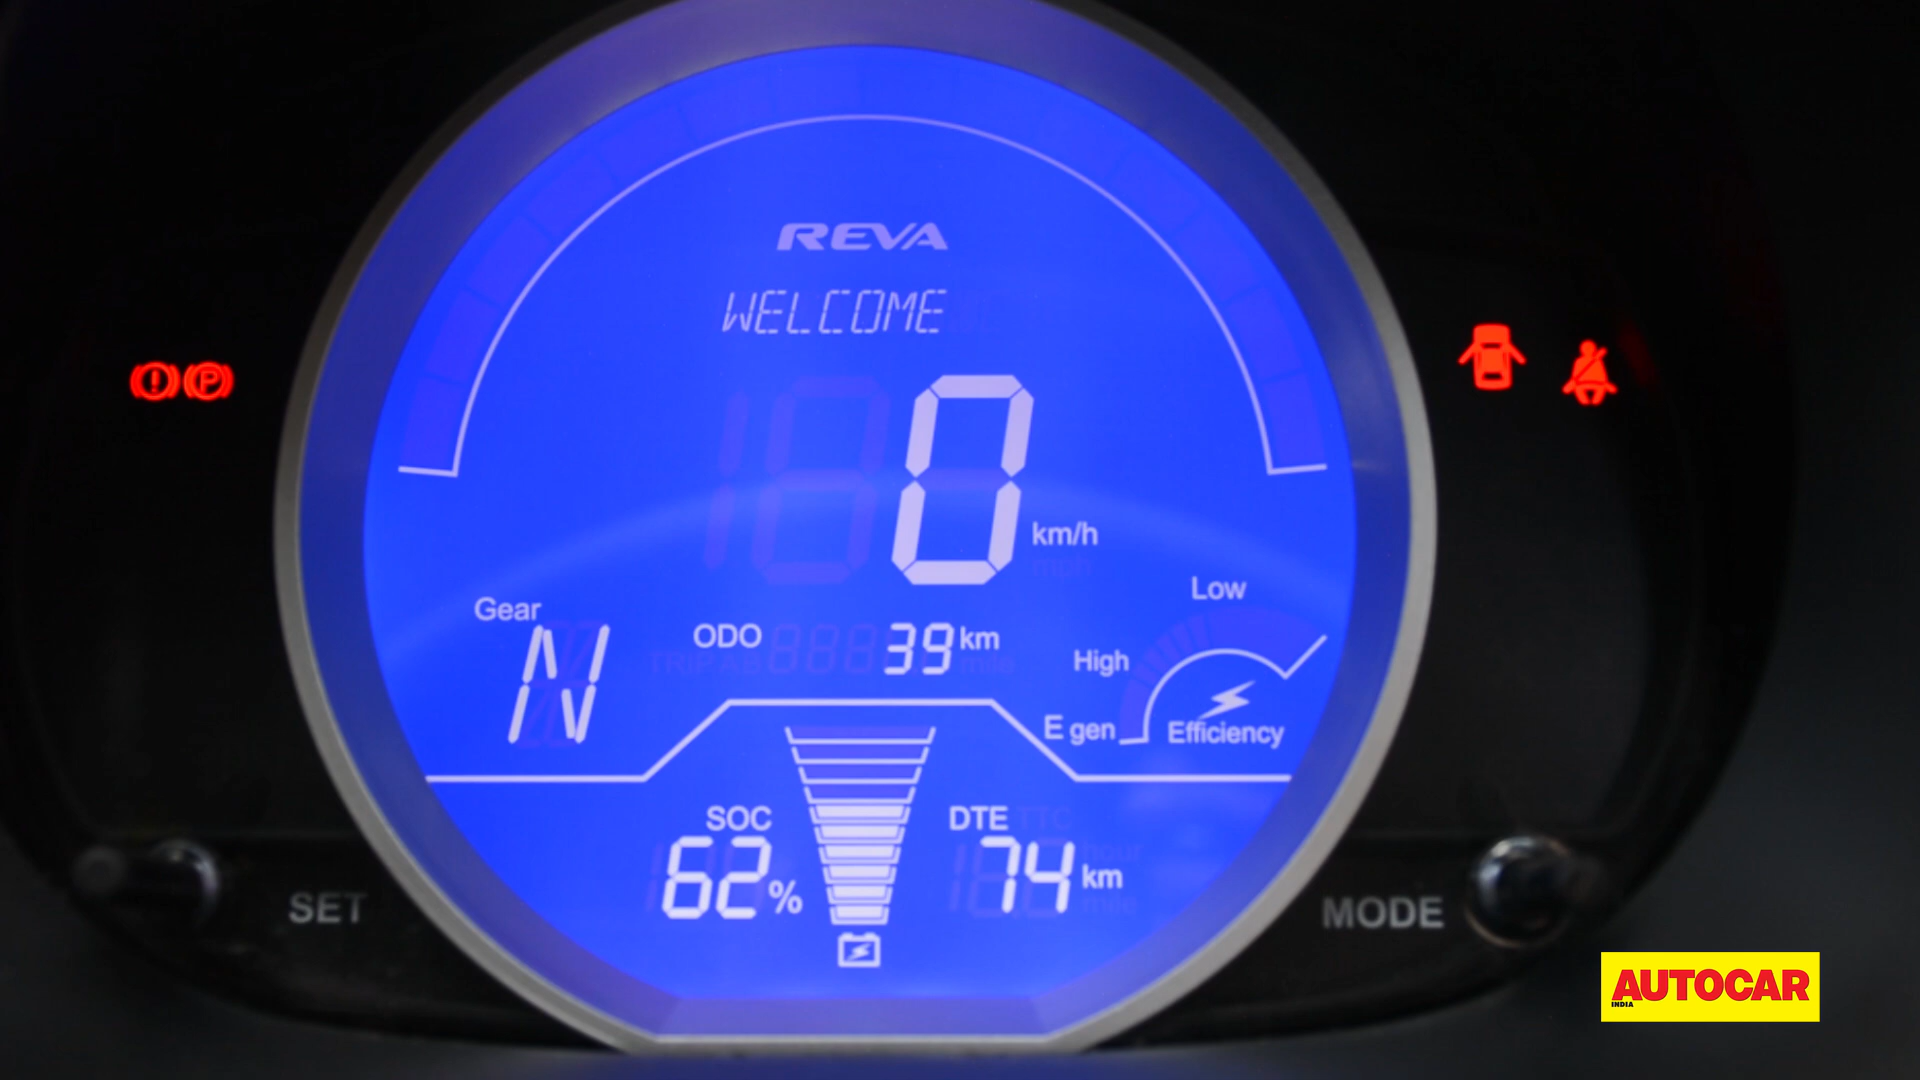 REVA
WELCOME
0 km/h
Gear
N
ODO 39 km
Low
High
E gen
Efficiency
SOC
62 %
DTE
74 km
SET
MODE
P
AUTOCAR
INDIA